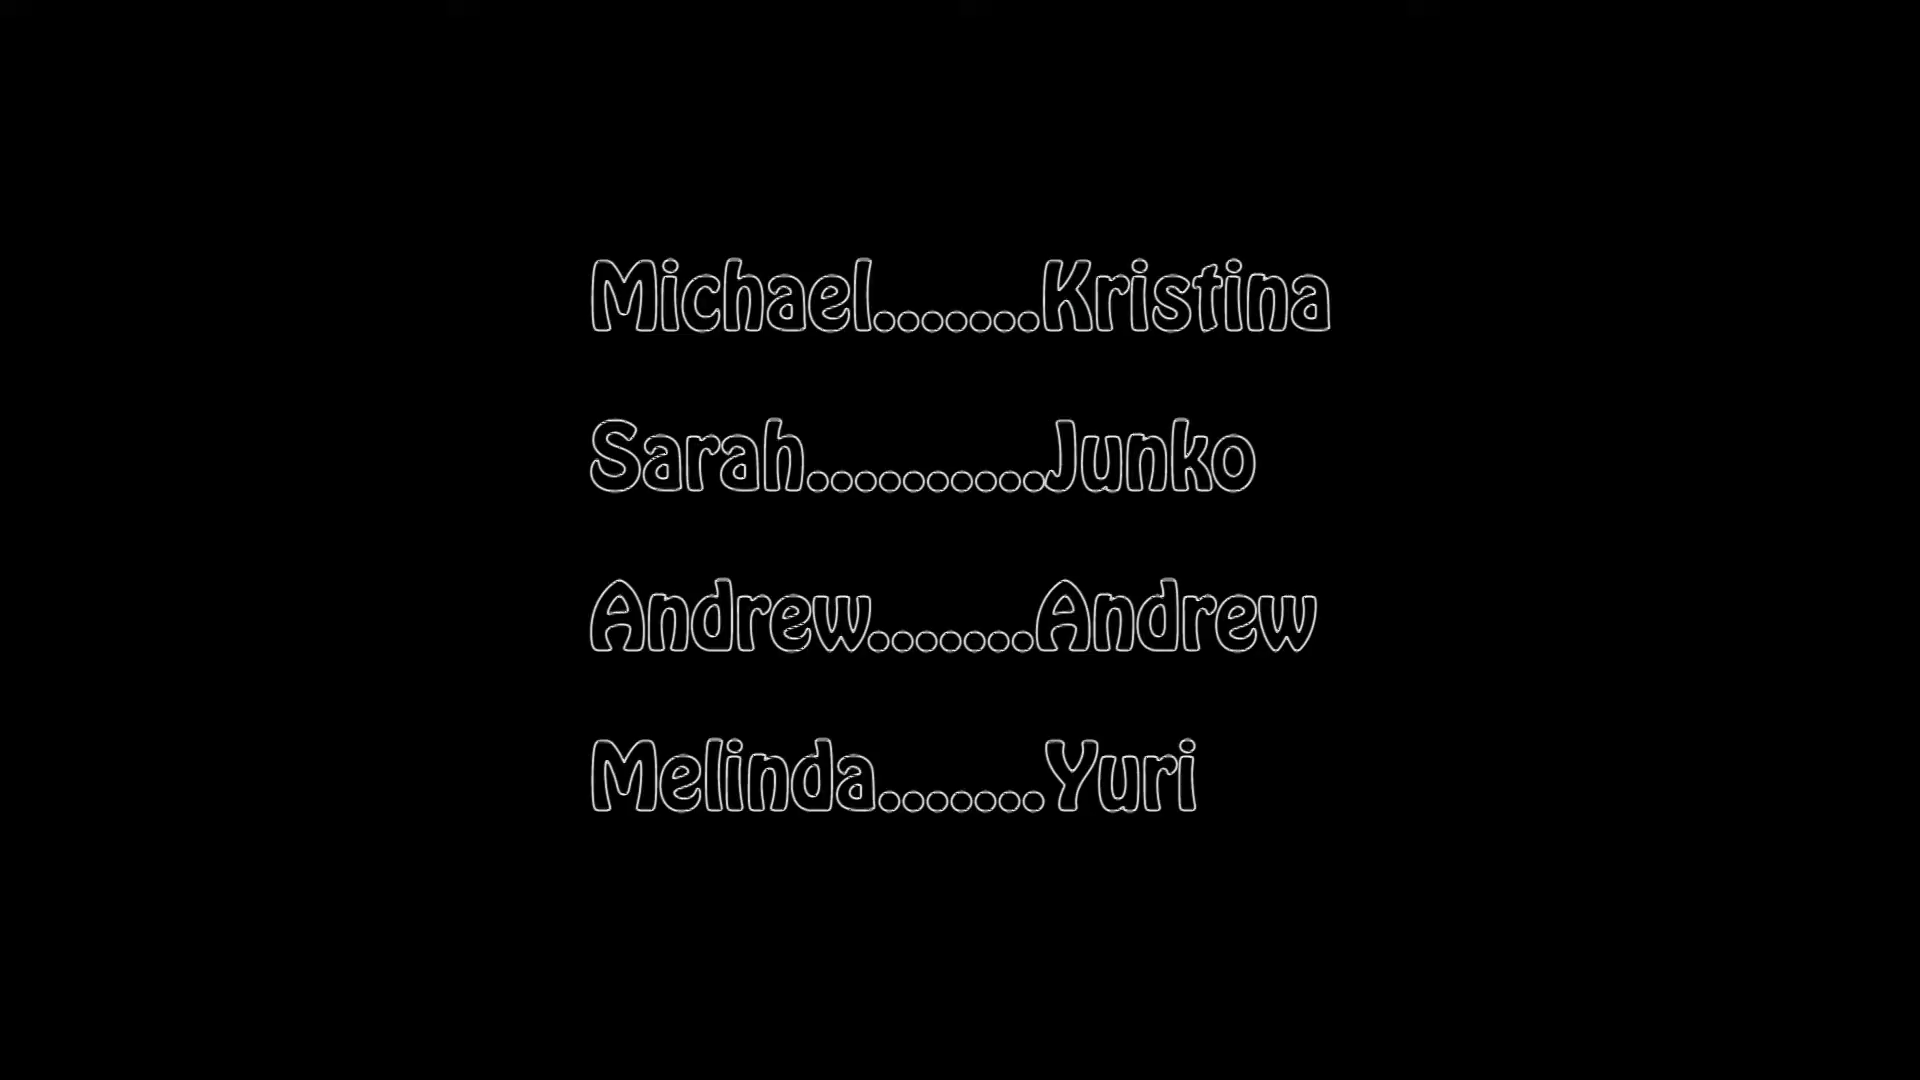 Michael.......Kristina
Sarah..........Junko
Andrew.......Andrew
Melinda.......Yuri